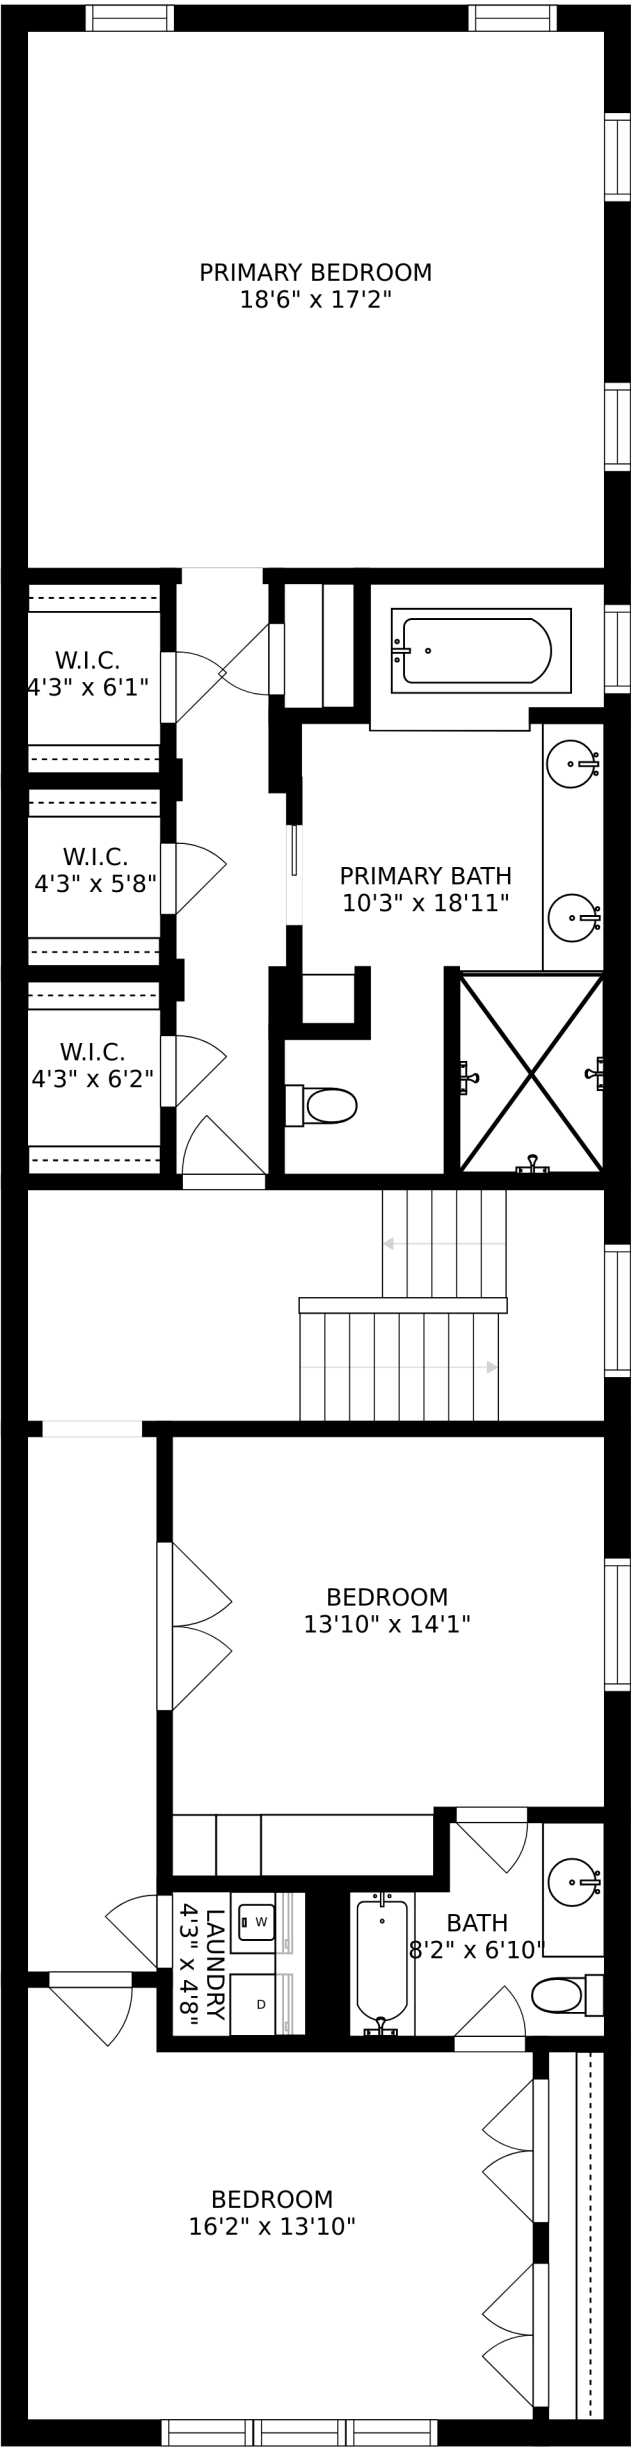 PRIMARY BEDROOM
18'6" x 17'2"
W.I.C.
4'3" x 6'1"
W.I.C.
4'3" x 5'8"
PRIMARY BATH
10'3" x 18'11"
W.I.C.
4'3" x 6'2"
BEDROOM
13'10" x 14'1"
LAUNDRY
4'3" x 4'8"
W
D
BATH
8'2" x 6'10"
BEDROOM
16'2" x 13'10"